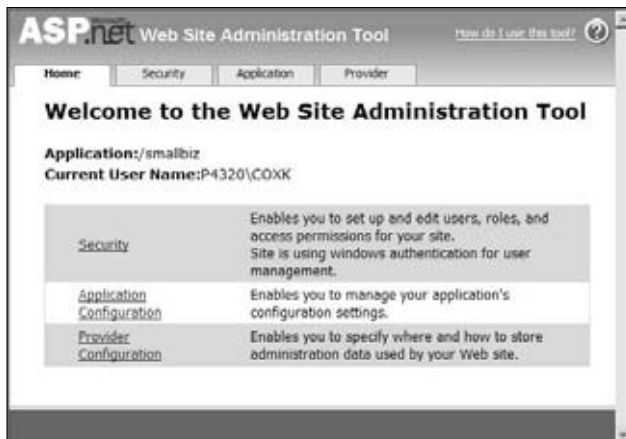 Microsoft
ASP.net Web Site Administration Tool
How do I use this tool? ?
Home Security Application Provider
Welcome to the Web Site Administration Tool
Application:/smallbiz
Current User Name:P4320\COXK
Security
Enables you to set up and edit users, roles, and
access permissions for your site.
Site is using windows authentication for user
management.
Application
Configuration
Enables you to manage your application's
configuration settings.
Provider
Configuration
Enables you to specify where and how to store
administration data used by your Web site.